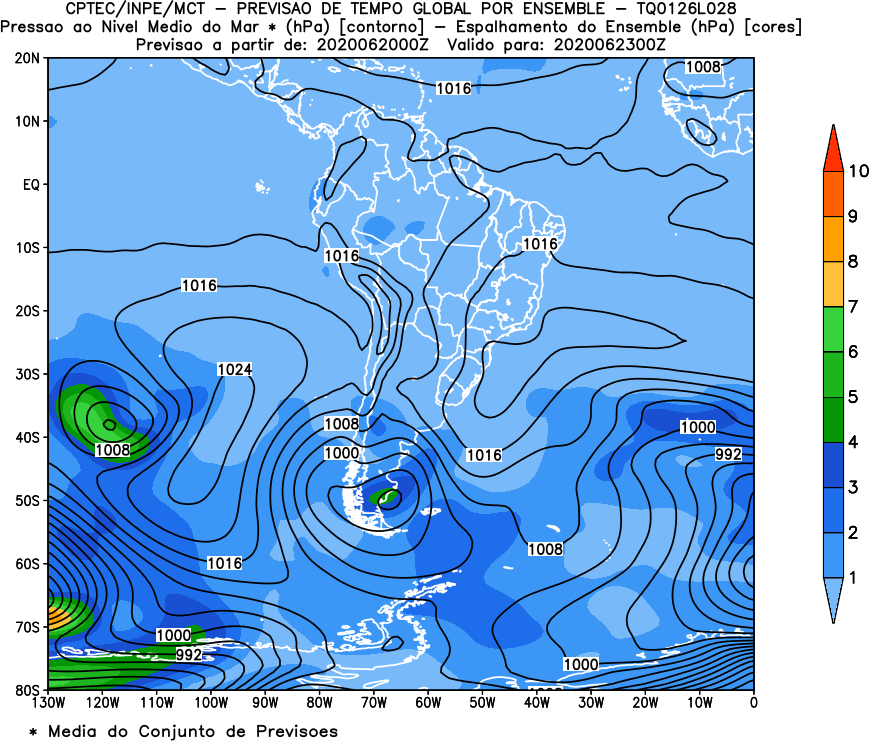 CPTEC/INPE/MCT – PREVISAO DE TEMPO GLOBAL POR ENSEMBLE – TQ0126L028
Pressao ao Nivel Medio do Mar * (hPa) [contorno] – Espalhamento do Ensemble (hPa) [cores]
Previsao a partir de: 2020062000Z Valido para: 2020062300Z
20N
1008
1016
10N
EQ
10S
1016
1016
1016
20S
30S
1024
1008
1000
40S
1008
1000
1016
992
50S
1008
60S
1016
70S
1000
992
1000
80S
130W 120W 110W 100W 90W 80W 70W 60W 50W 40W 30W 20W 10W 0
10
9
8
7
6
5
4
3
2
1
* Media do Conjunto de Previsoes